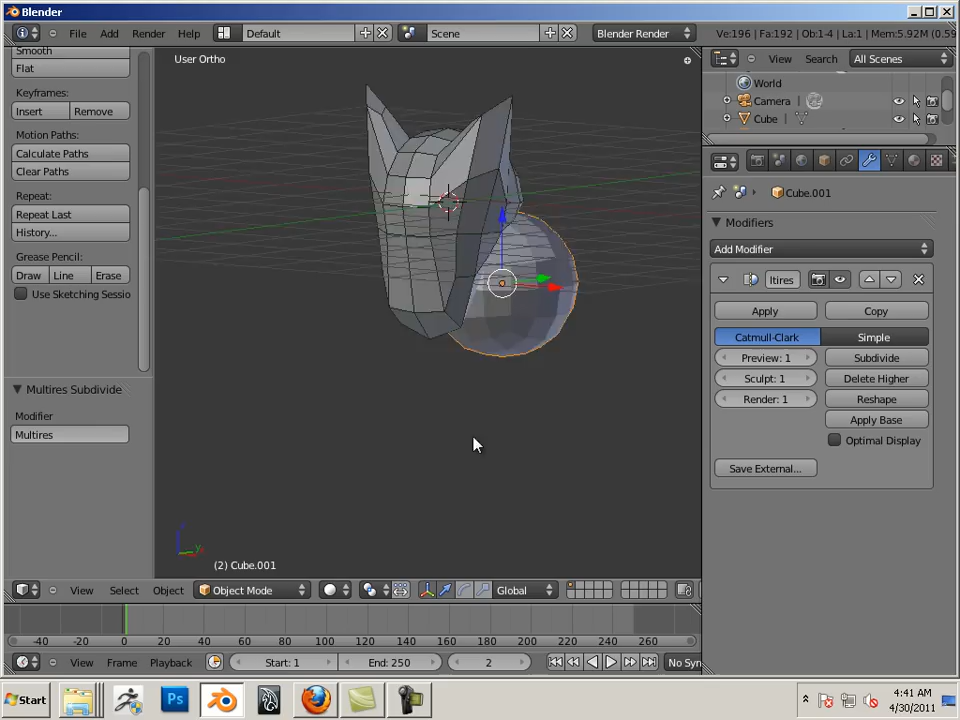 Blender
File Add Render Help Default Scene Blender Render Ve:196 | Fa:192 | Ob:1-4 | La:1 | Mem:5.92M (0.59
Smooth
Flat
Keyframes:
Insert Remove
Motion Paths:
Calculate Paths
Clear Paths
Repeat:
Repeat Last
History...
Grease Pencil:
Draw Line Erase
Use Sketching Sessio
Multires Subdivide
Modifier
Multires
User Ortho
(2) Cube.001
View Search All Scenes
World
Camera
Cube
Cube.001
Modifiers
Add Modifier
ltires
Apply Copy
Catmull-Clark Simple
Preview: 1 Subdivide
Sculpt: 1 Delete Higher
Render: 1 Reshape
Apply Base
Optimal Display
Save External...
View Select Object Object Mode Global
-40 -20 0 20 40 60 80 100 120 140 160 180 200 220 240 260
View Frame Playback Start: 1 End: 250 2 No Syn
Start Ps 4:41 AM
4/30/2011